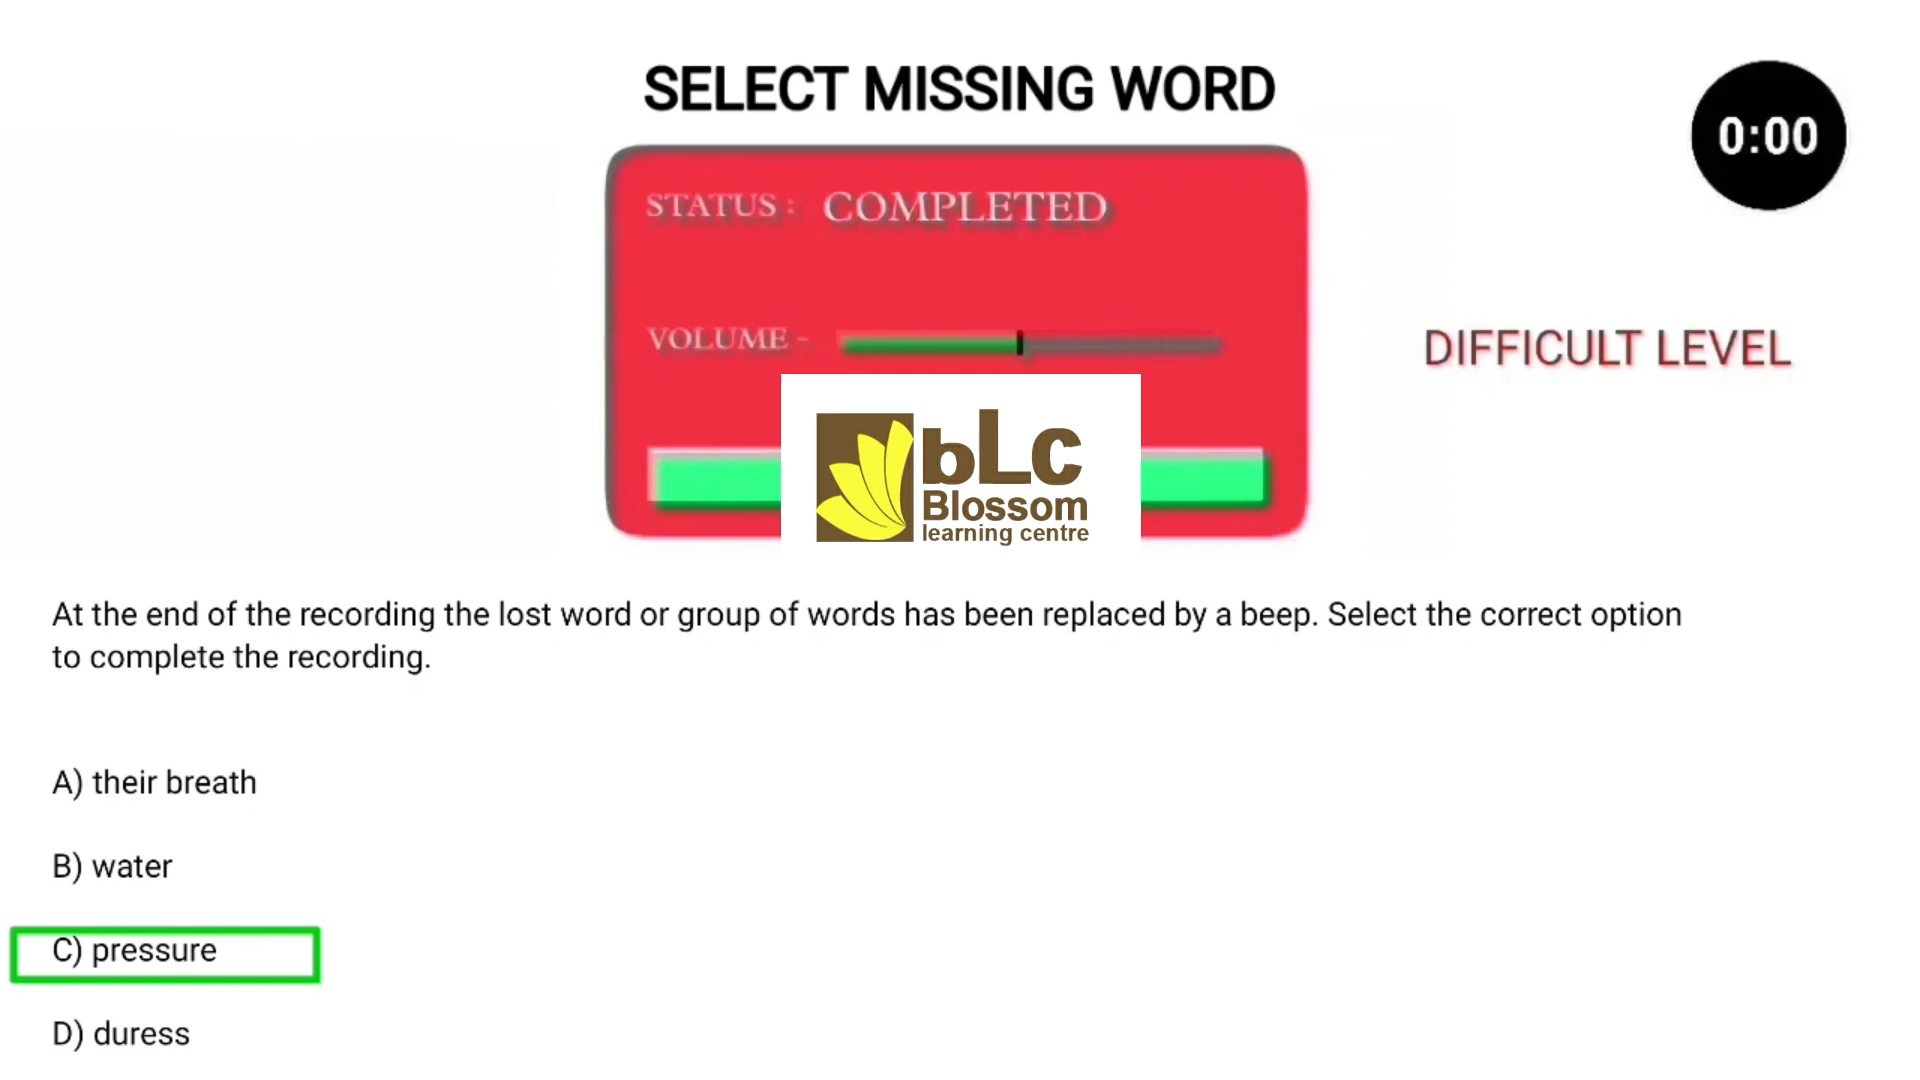 SELECT MISSING WORD
0:00
STATUS : COMPLETED
VOLUME -
DIFFICULT LEVEL
bLc
Blossom
learning centre
At the end of the recording the lost word or group of words has been replaced by a beep. Select the correct option
to complete the recording.
A) their breath
B) water
C) pressure
D) duress